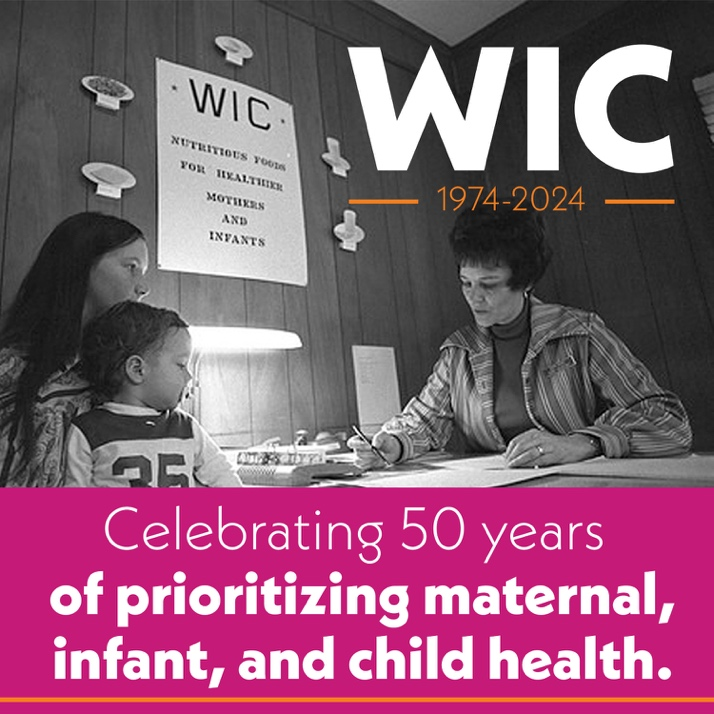 WIC
1974-2024
* WIC *
NUTRITIOUS FOODS
FOR HEALTHIER
MOTHERS
AND
INFANTS
35
Celebrating 50 years
of prioritizing maternal,
infant, and child health.